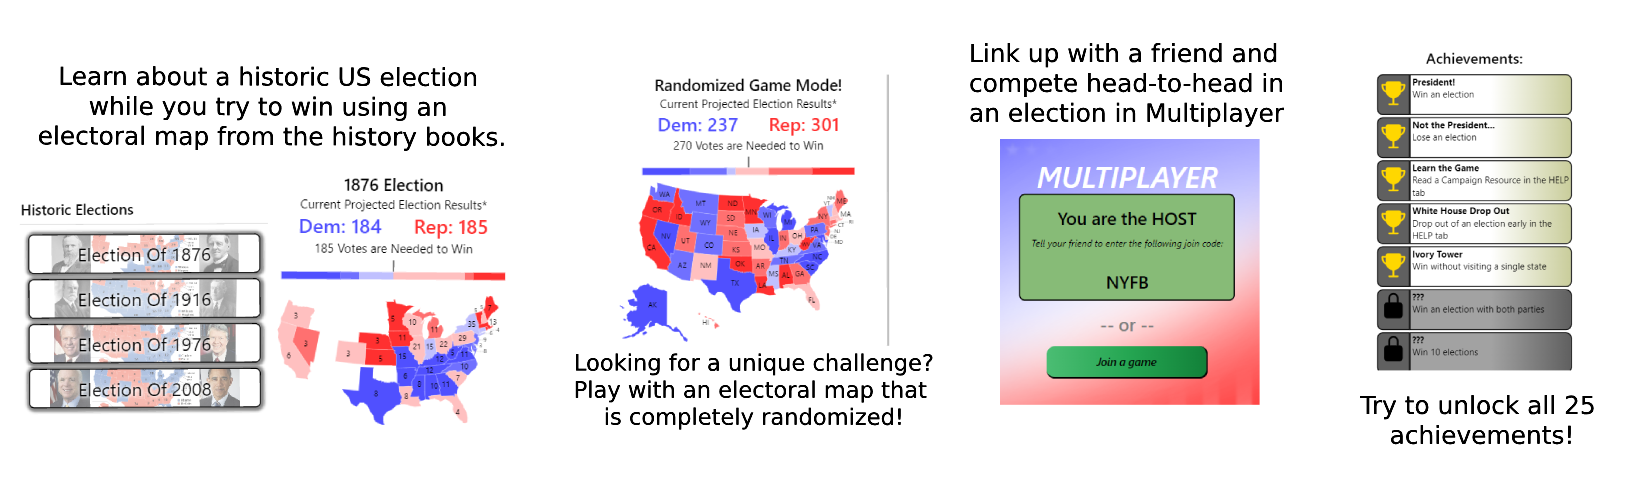 Learn about a historic US election
while you try to win using an
electoral map from the history books.
Historic Elections
Election Of 1876
Election Of 1916
Election Of 1976
Election Of 2008
1876 Election
Current Projected Election Results*
Dem: 184 Rep: 185
185 Votes are Needed to Win
Randomized Game Mode!
Current Projected Election Results*
Dem: 237 Rep: 301
270 Votes are Needed to Win
Looking for a unique challenge?
Play with an electoral map that
is completely randomized!
Link up with a friend and
compete head-to-head in
an election in Multiplayer
MULTIPLAYER
You are the HOST
Tell your friend to enter the following join code:
NYFB
-- or --
Join a game
Achievements:
President!
Win an election
Not the President...
Lose an election
Learn the Game
Read a Campaign Resource in the HELP
tab
White House Drop Out
Drop out of an election early in the
HELP tab
Ivory Tower
Win without visiting a single state
???
Win an election with both parties
???
Win 10 elections
Try to unlock all 25
achievements!